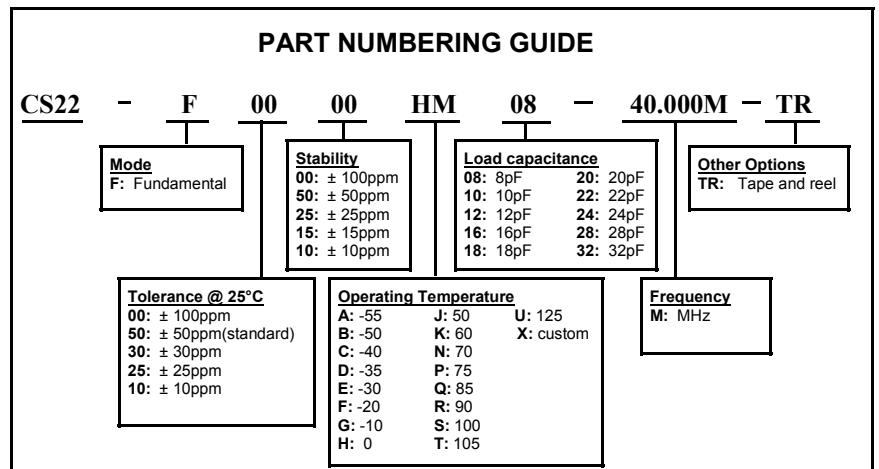 PART NUMBERING GUIDE
CS22 - F 00 00 HM 08 - 40.000M - TR
Mode
F: Fundamental
Stability
00: ± 100ppm
50: ± 50ppm
25: ± 25ppm
15: ± 15ppm
10: ± 10ppm
Load capacitance
08: 8pF 20: 20pF
10: 10pF 22: 22pF
12: 12pF 24: 24pF
16: 16pF 28: 28pF
18: 18pF 32: 32pF
Other Options
TR: Tape and reel
Tolerance @ 25°C
00: ± 100ppm
50: ± 50ppm(standard)
30: ± 30ppm
25: ± 25ppm
10: ± 10ppm
Operating Temperature
A: -55 J: 50 U: 125
B: -50 K: 60 X: custom
C: -40 N: 70
D: -35 P: 75
E: -30 Q: 85
F: -20 R: 90
G: -10 S: 100
H: 0 T: 105
Frequency
M: MHz